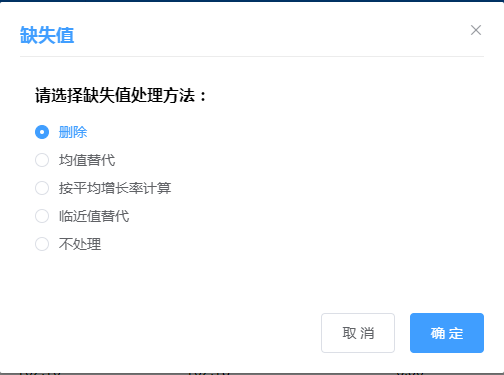 缺失值
请选择缺失值处理方法：
删除
均值替代
按平均增长率计算
临近值替代
不处理
取 消
确 定